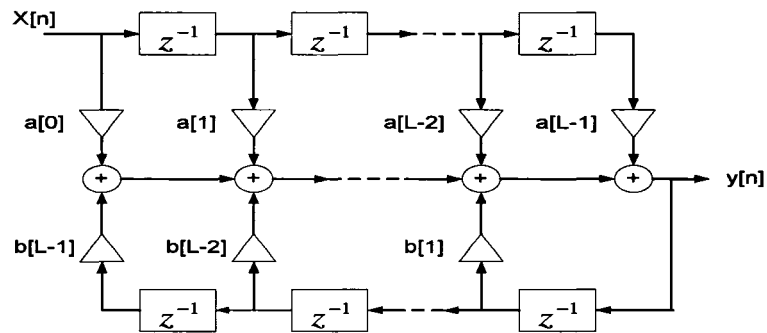 X[n]
z⁻¹ z⁻¹ z⁻¹
a[0] a[1] a[L-2] a[L-1]
+ + + + y[n]
b[L-1] b[L-2] b[1]
z⁻¹ z⁻¹ z⁻¹